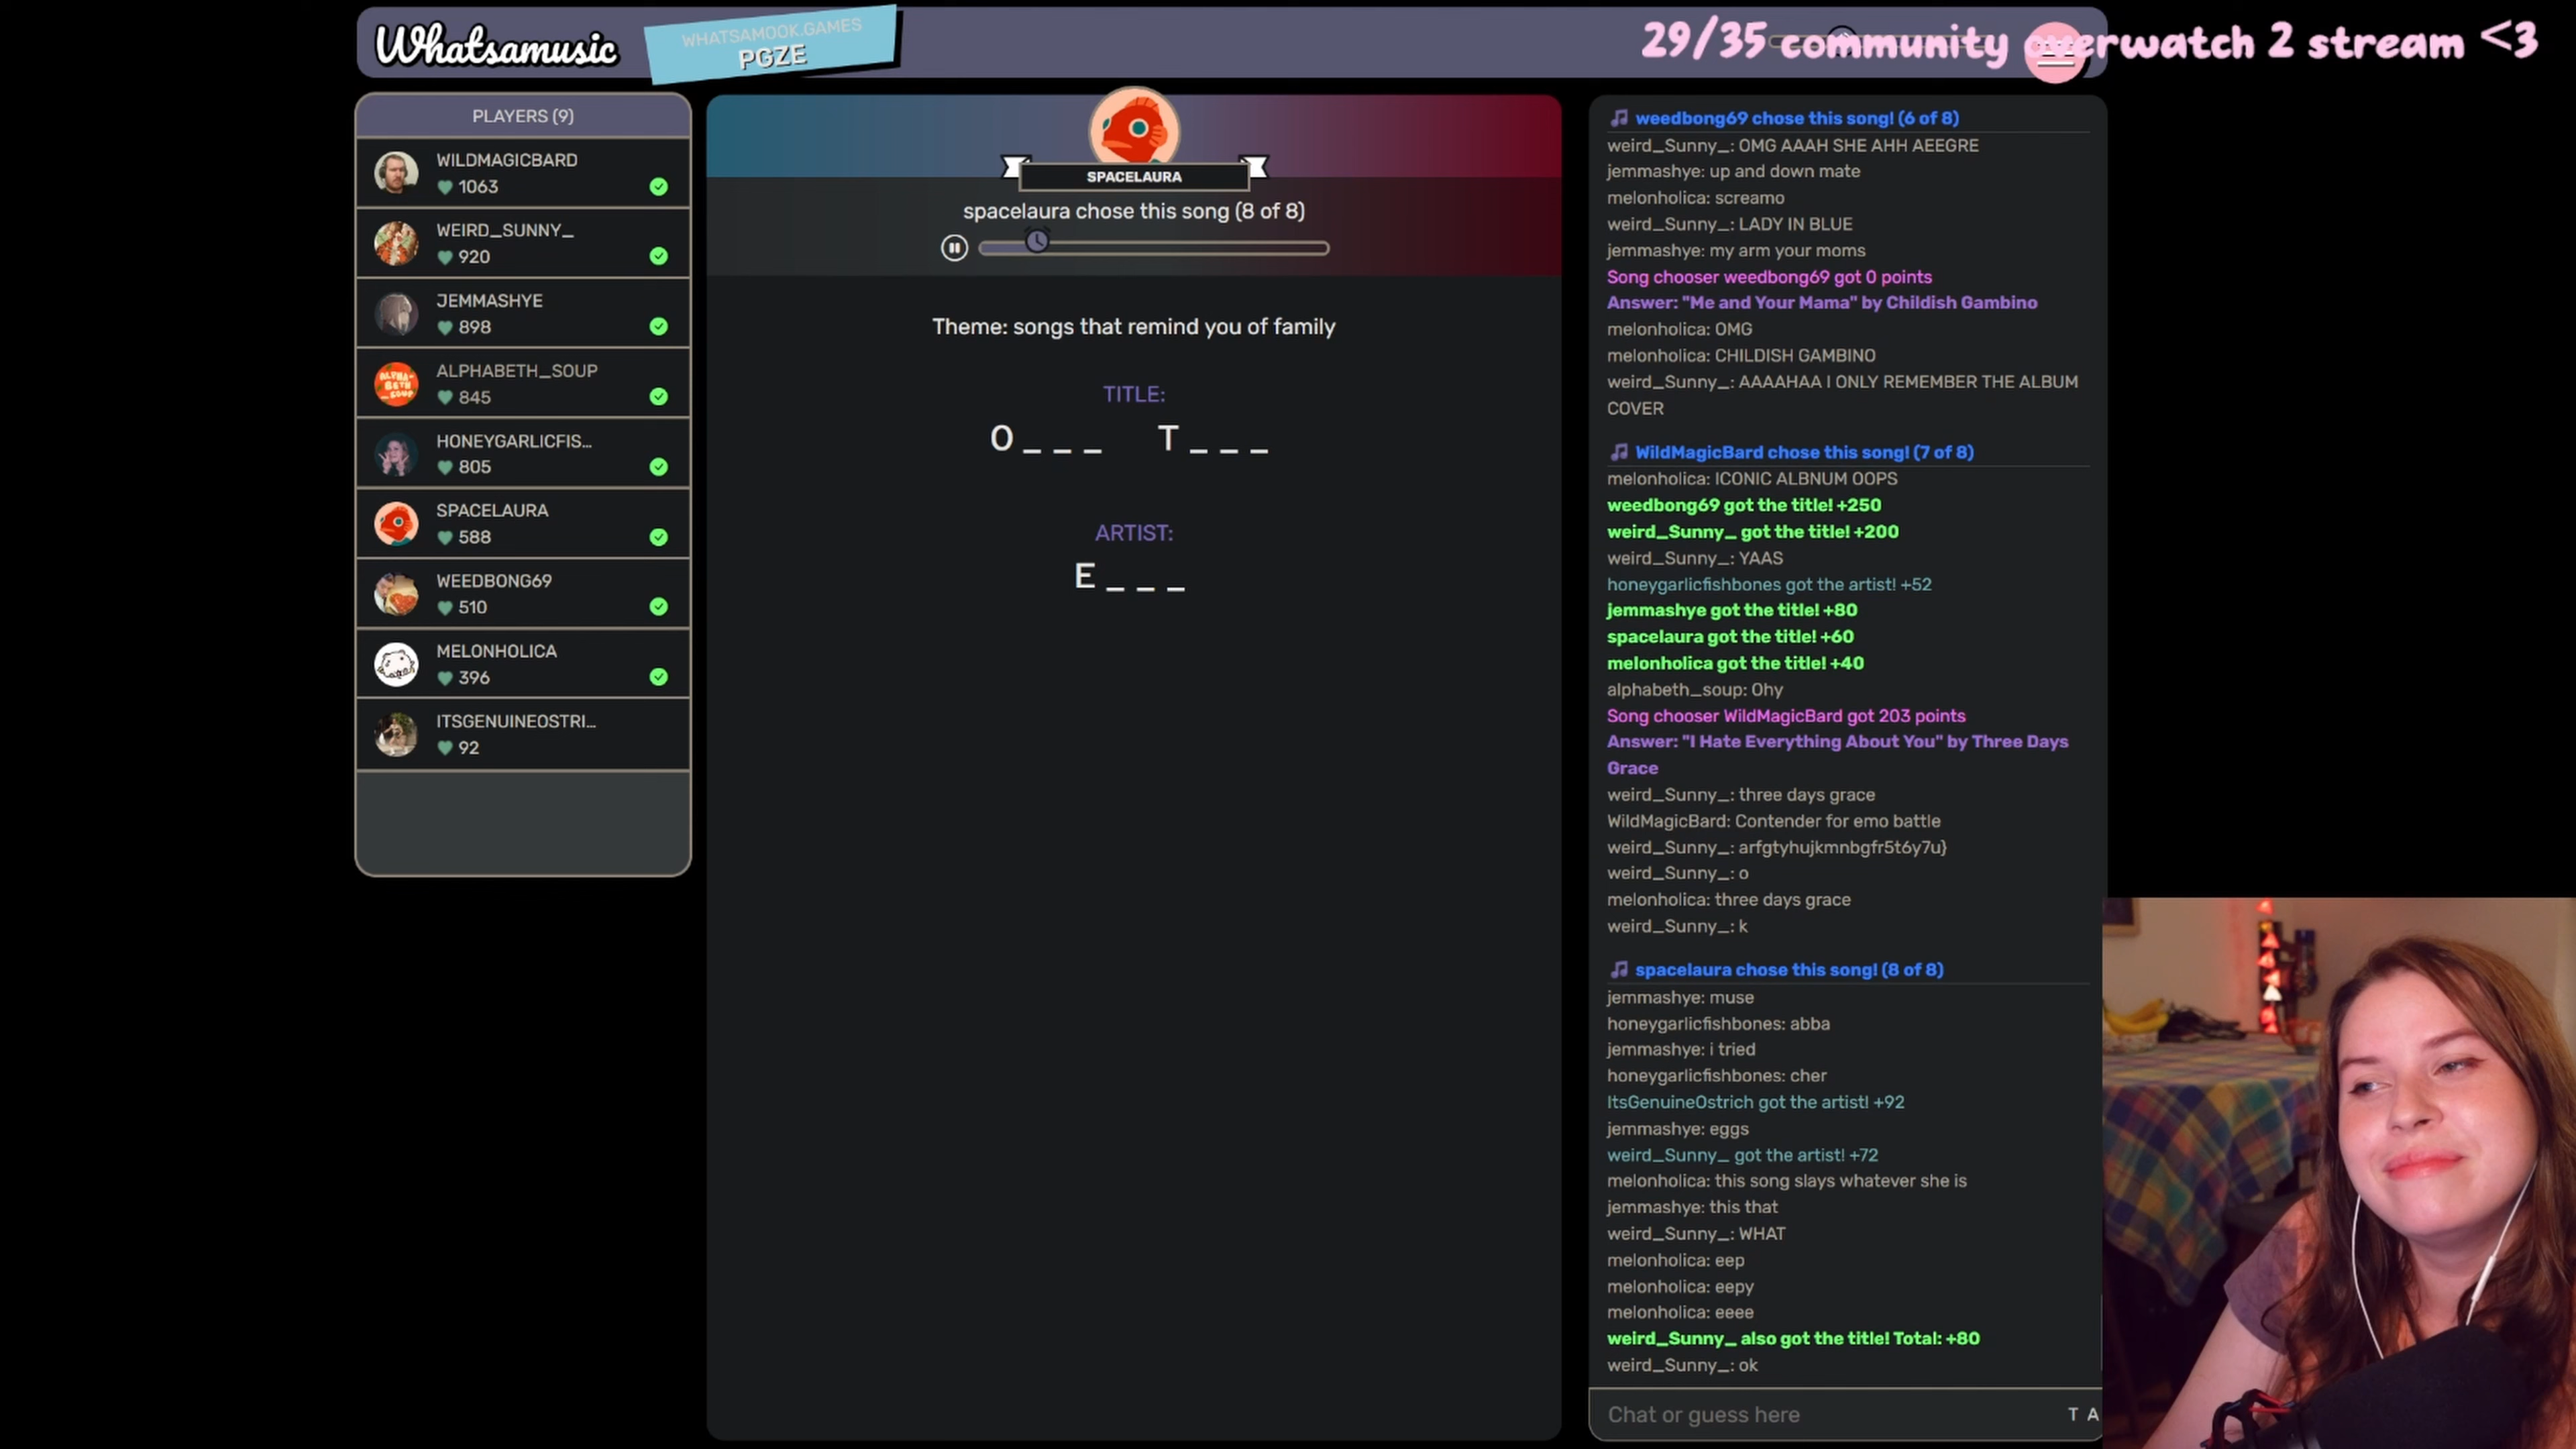 Whatsamusic
WHATSAMOOK.GAMES
PGZE
29/35 community overwatch 2 stream <3
PLAYERS (9)
WILDMAGICBARD
1063
WEIRD_SUNNY_
920
JEMMASHYE
898
ALPHABETH_SOUP
845
HONEYGARLICFIS...
805
SPACELAURA
588
WEEDBONG69
510
MELONHOLICA
396
ITSGENUINEOSTRI...
92
SPACELAURA
spacelaura chose this song (8 of 8)
Theme: songs that remind you of family
TITLE:
O _ _ _ T _ _ _
ARTIST:
E _ _ _
weedbong69 chose this song! (6 of 8)
weird_Sunny_: OMG AAAH SHE AHH AEEGRE
jemmashye: up and down mate
melonholica: screamo
weird_Sunny_: LADY IN BLUE
jemmashye: my arm your moms
Song chooser weedbong69 got 0 points
Answer: "Me and Your Mama" by Childish Gambino
melonholica: OMG
melonholica: CHILDISH GAMBINO
weird_Sunny_: AAAAHAA I ONLY REMEMBER THE ALBUM
COVER
WildMagicBard chose this song! (7 of 8)
melonholica: ICONIC ALBNUM OOPS
weedbong69 got the title! +250
weird_Sunny_ got the title! +200
weird_Sunny_: YAAS
honeygarlicfishbones got the artist! +52
jemmashye got the title! +80
spacelaura got the title! +60
melonholica got the title! +40
alphabeth_soup: Ohy
Song chooser WildMagicBard got 203 points
Answer: "I Hate Everything About You" by Three Days
Grace
weird_Sunny_: three days grace
WildMagicBard: Contender for emo battle
weird_Sunny_: arfgtyhujkmnbgfr5t6y7u}
weird_Sunny_: o
melonholica: three days grace
weird_Sunny_: k
spacelaura chose this song! (8 of 8)
jemmashye: muse
honeygarlicfishbones: abba
jemmashye: i tried
honeygarlicfishbones: cher
ItsGenuineOstrich got the artist! +92
jemmashye: eggs
weird_Sunny_ got the artist! +72
melonholica: this song slays whatever she is
jemmashye: this that
weird_Sunny_: WHAT
melonholica: eep
melonholica: eepy
melonholica: eeee
weird_Sunny_ also got the title! Total: +80
weird_Sunny_: ok
Chat or guess here
T A